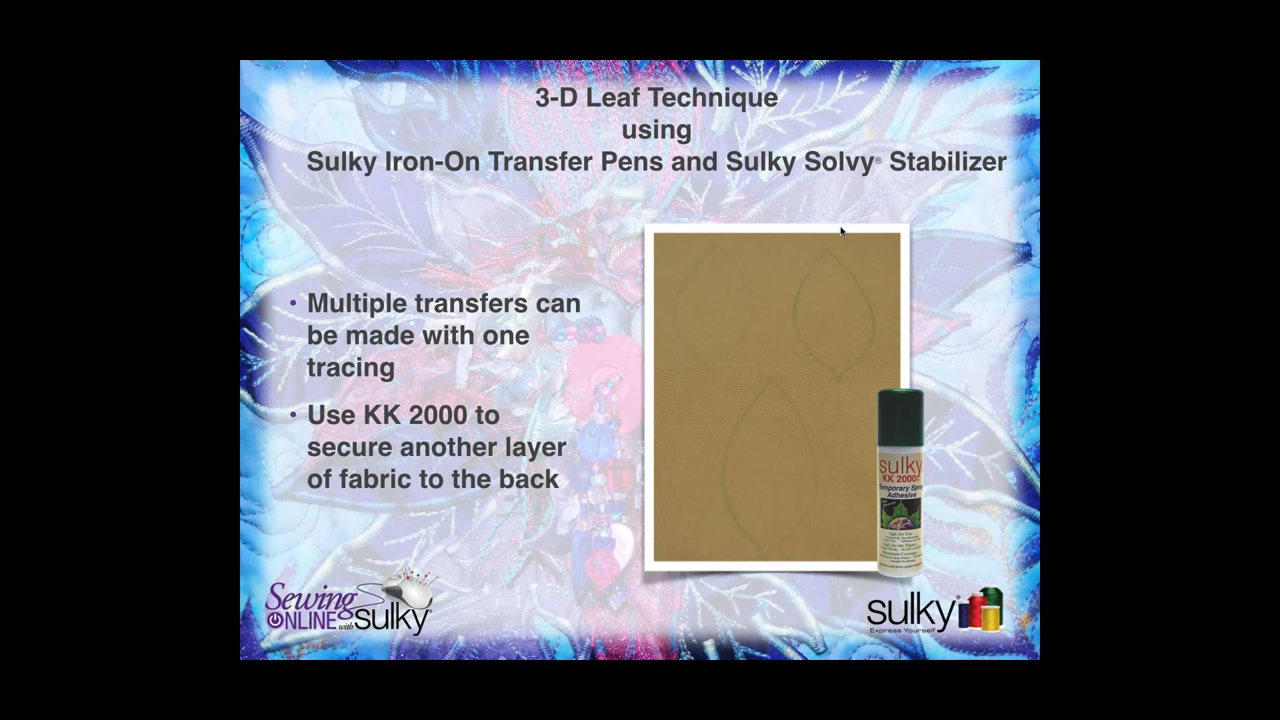 3-D Leaf Technique
using
Sulky Iron-On Transfer Pens and Sulky Solvy® Stabilizer
• Multiple transfers can
be made with one
tracing
• Use KK 2000 to
secure another layer
of fabric to the back
sulky
KK 2000
Temporary Spray
Adhesive
Sewing
ONLINE with sulky
sulky®
Express Yourself